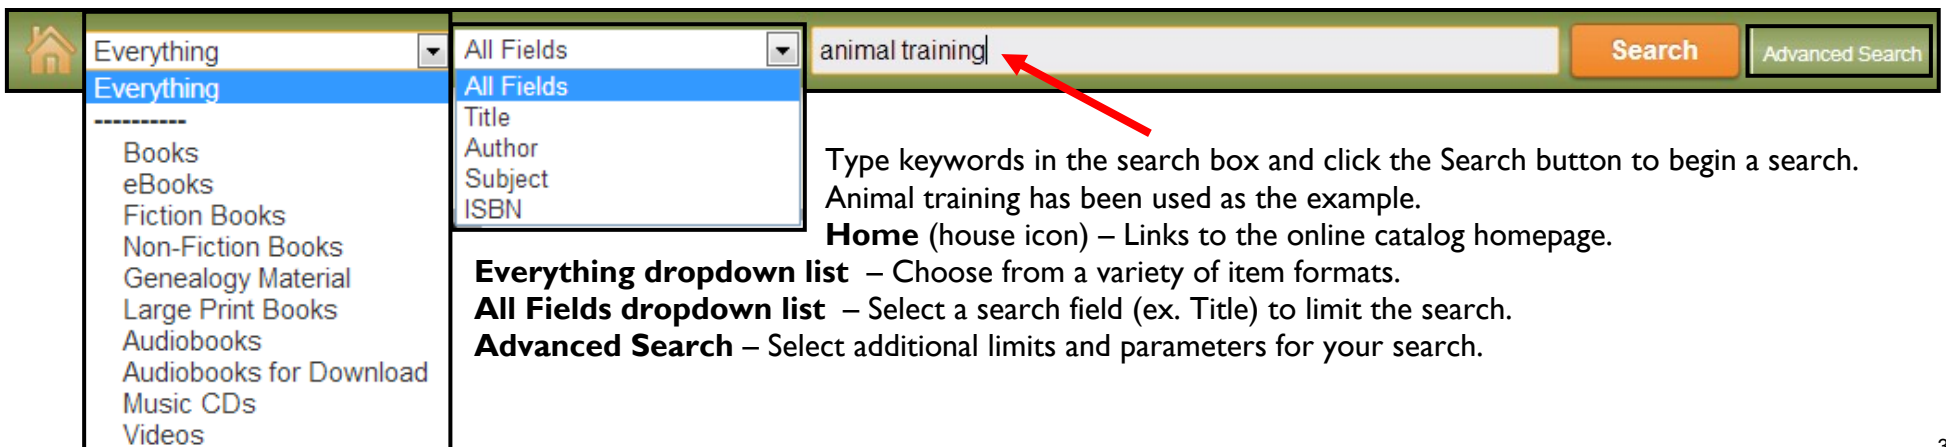 Everything
All Fields
animal training
Search
Advanced Search
Everything
----------
Books
eBooks
Fiction Books
Non-Fiction Books
Genealogy Material
Large Print Books
Audiobooks
Audiobooks for Download
Music CDs
Videos
All Fields
Title
Author
Subject
ISBN
Type keywords in the search box and click the Search button to begin a search.
Animal training has been used as the example.
Home (house icon) – Links to the online catalog homepage.
Everything dropdown list – Choose from a variety of item formats.
All Fields dropdown list – Select a search field (ex. Title) to limit the search.
Advanced Search – Select additional limits and parameters for your search.